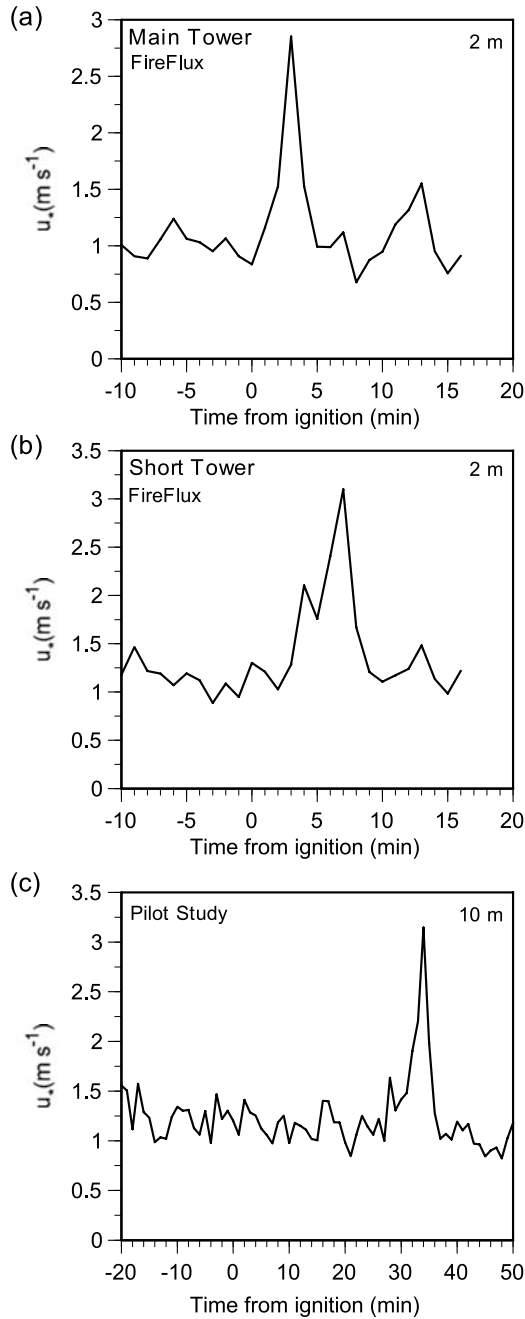 (a)
Main Tower
FireFlux
2 m
3
2.5
2
1.5
1
0.5
0
u*(m s-1)
-10 -5 0 5 10 15 20
Time from ignition (min)
(b)
Short Tower
FireFlux
2 m
3.5
3
2.5
2
1.5
1
0.5
0
u*(m s-1)
-10 -5 0 5 10 15 20
Time from ignition (min)
(c)
Pilot Study
10 m
3.5
3
2.5
2
1.5
1
0.5
0
u*(m s-1)
-20 -10 0 10 20 30 40 50
Time from ignition (min)